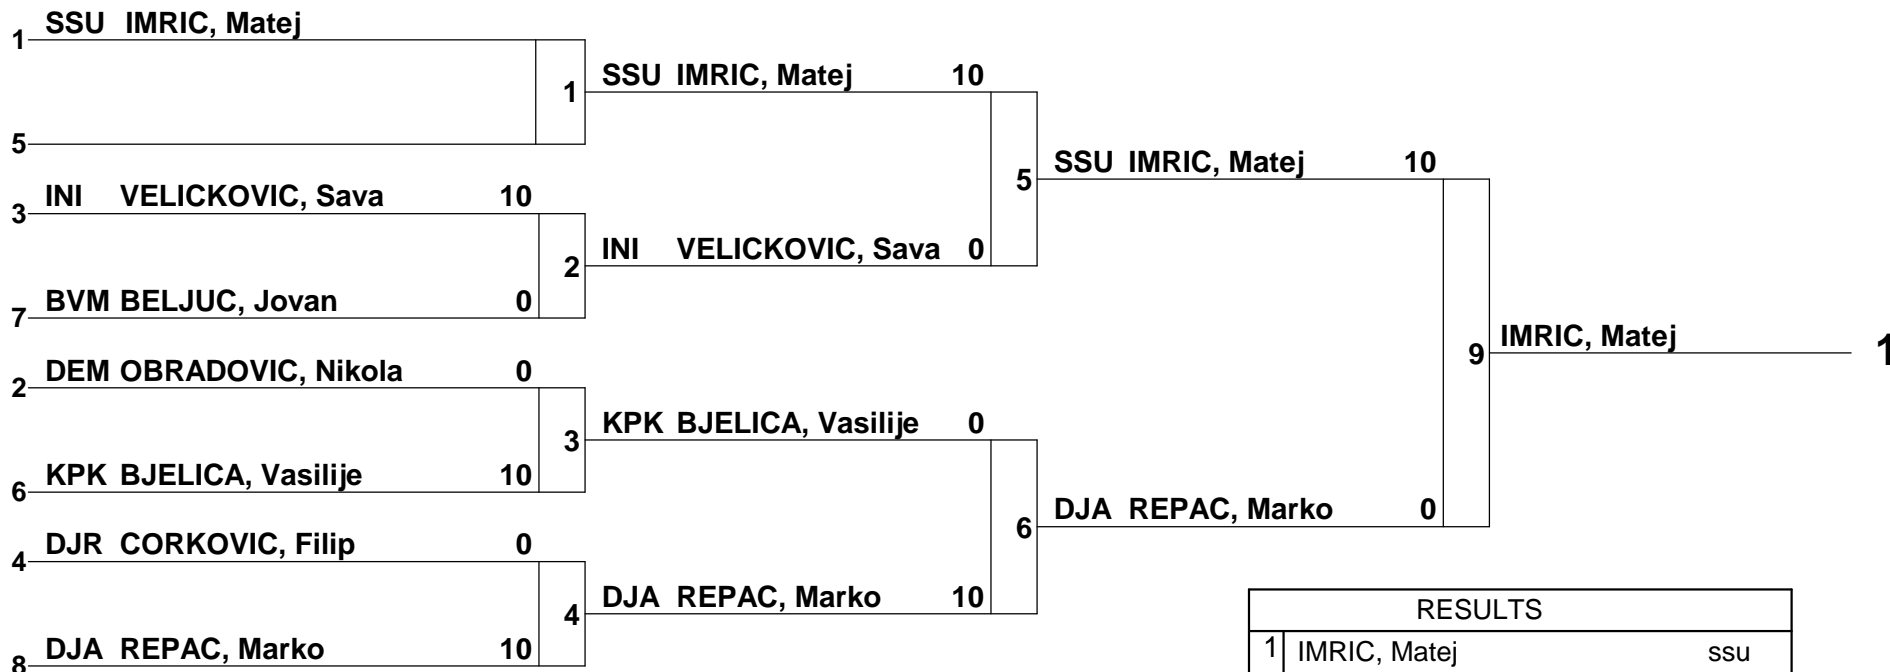 1 SSU IMRIC, Matej
1 SSU IMRIC, Matej 10
5
5 SSU IMRIC, Matej 10
3 INI VELICKOVIC, Sava 10
2 INI VELICKOVIC, Sava 0
7 BVM BELJUC, Jovan 0
9 IMRIC, Matej 1
2 DEM OBRADOVIC, Nikola 0
3 KPK BJELICA, Vasilije 0
6 KPK BJELICA, Vasilije 10
6 DJA REPAC, Marko 0
4 DJR CORKOVIC, Filip 0
4 DJA REPAC, Marko 10
8 DJA REPAC, Marko 10
RESULTS
1 IMRIC, Matej ssu